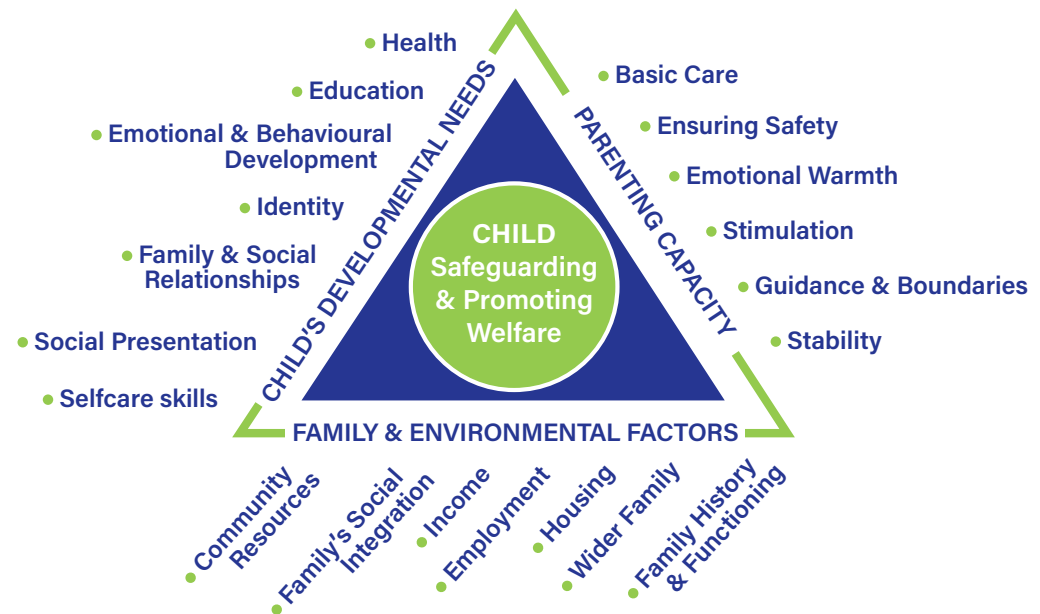 Health
Education
Emotional & Behavioural
Development
Identity
Family & Social
Relationships
Social Presentation
Selfcare skills
CHILD'S DEVELOPMENTAL NEEDS
CHILD
Safeguarding
& Promoting
Welfare
PARENTING CAPACITY
Basic Care
Ensuring Safety
Emotional Warmth
Stimulation
Guidance & Boundaries
Stability
FAMILY & ENVIRONMENTAL FACTORS
Community
Resources
Family's Social
Integration
Income
Employment
Housing
Wider Family
Family History
& Functioning